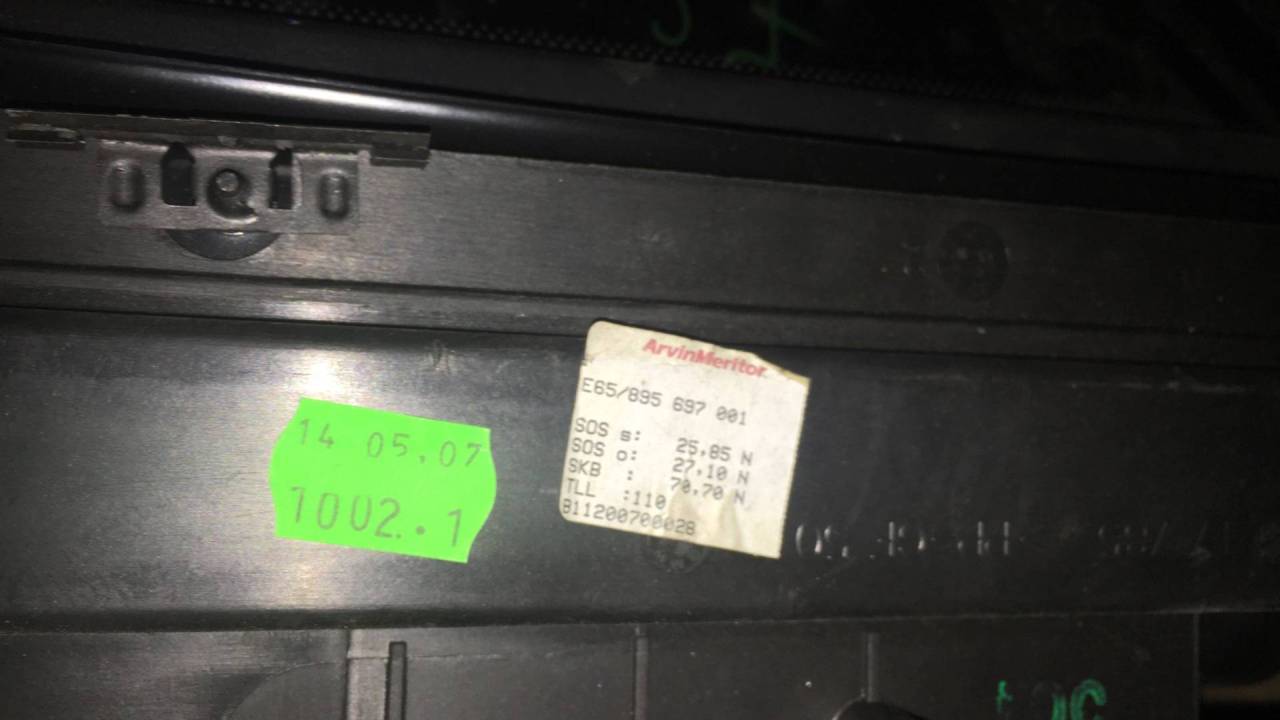 14 05.07
1002.1
ArvinMeritor
E65/895 697 001
SOS s: 25,85 N
SOS o: 27,10 N
SKB : 70,70 N
TLL :110
811200700028